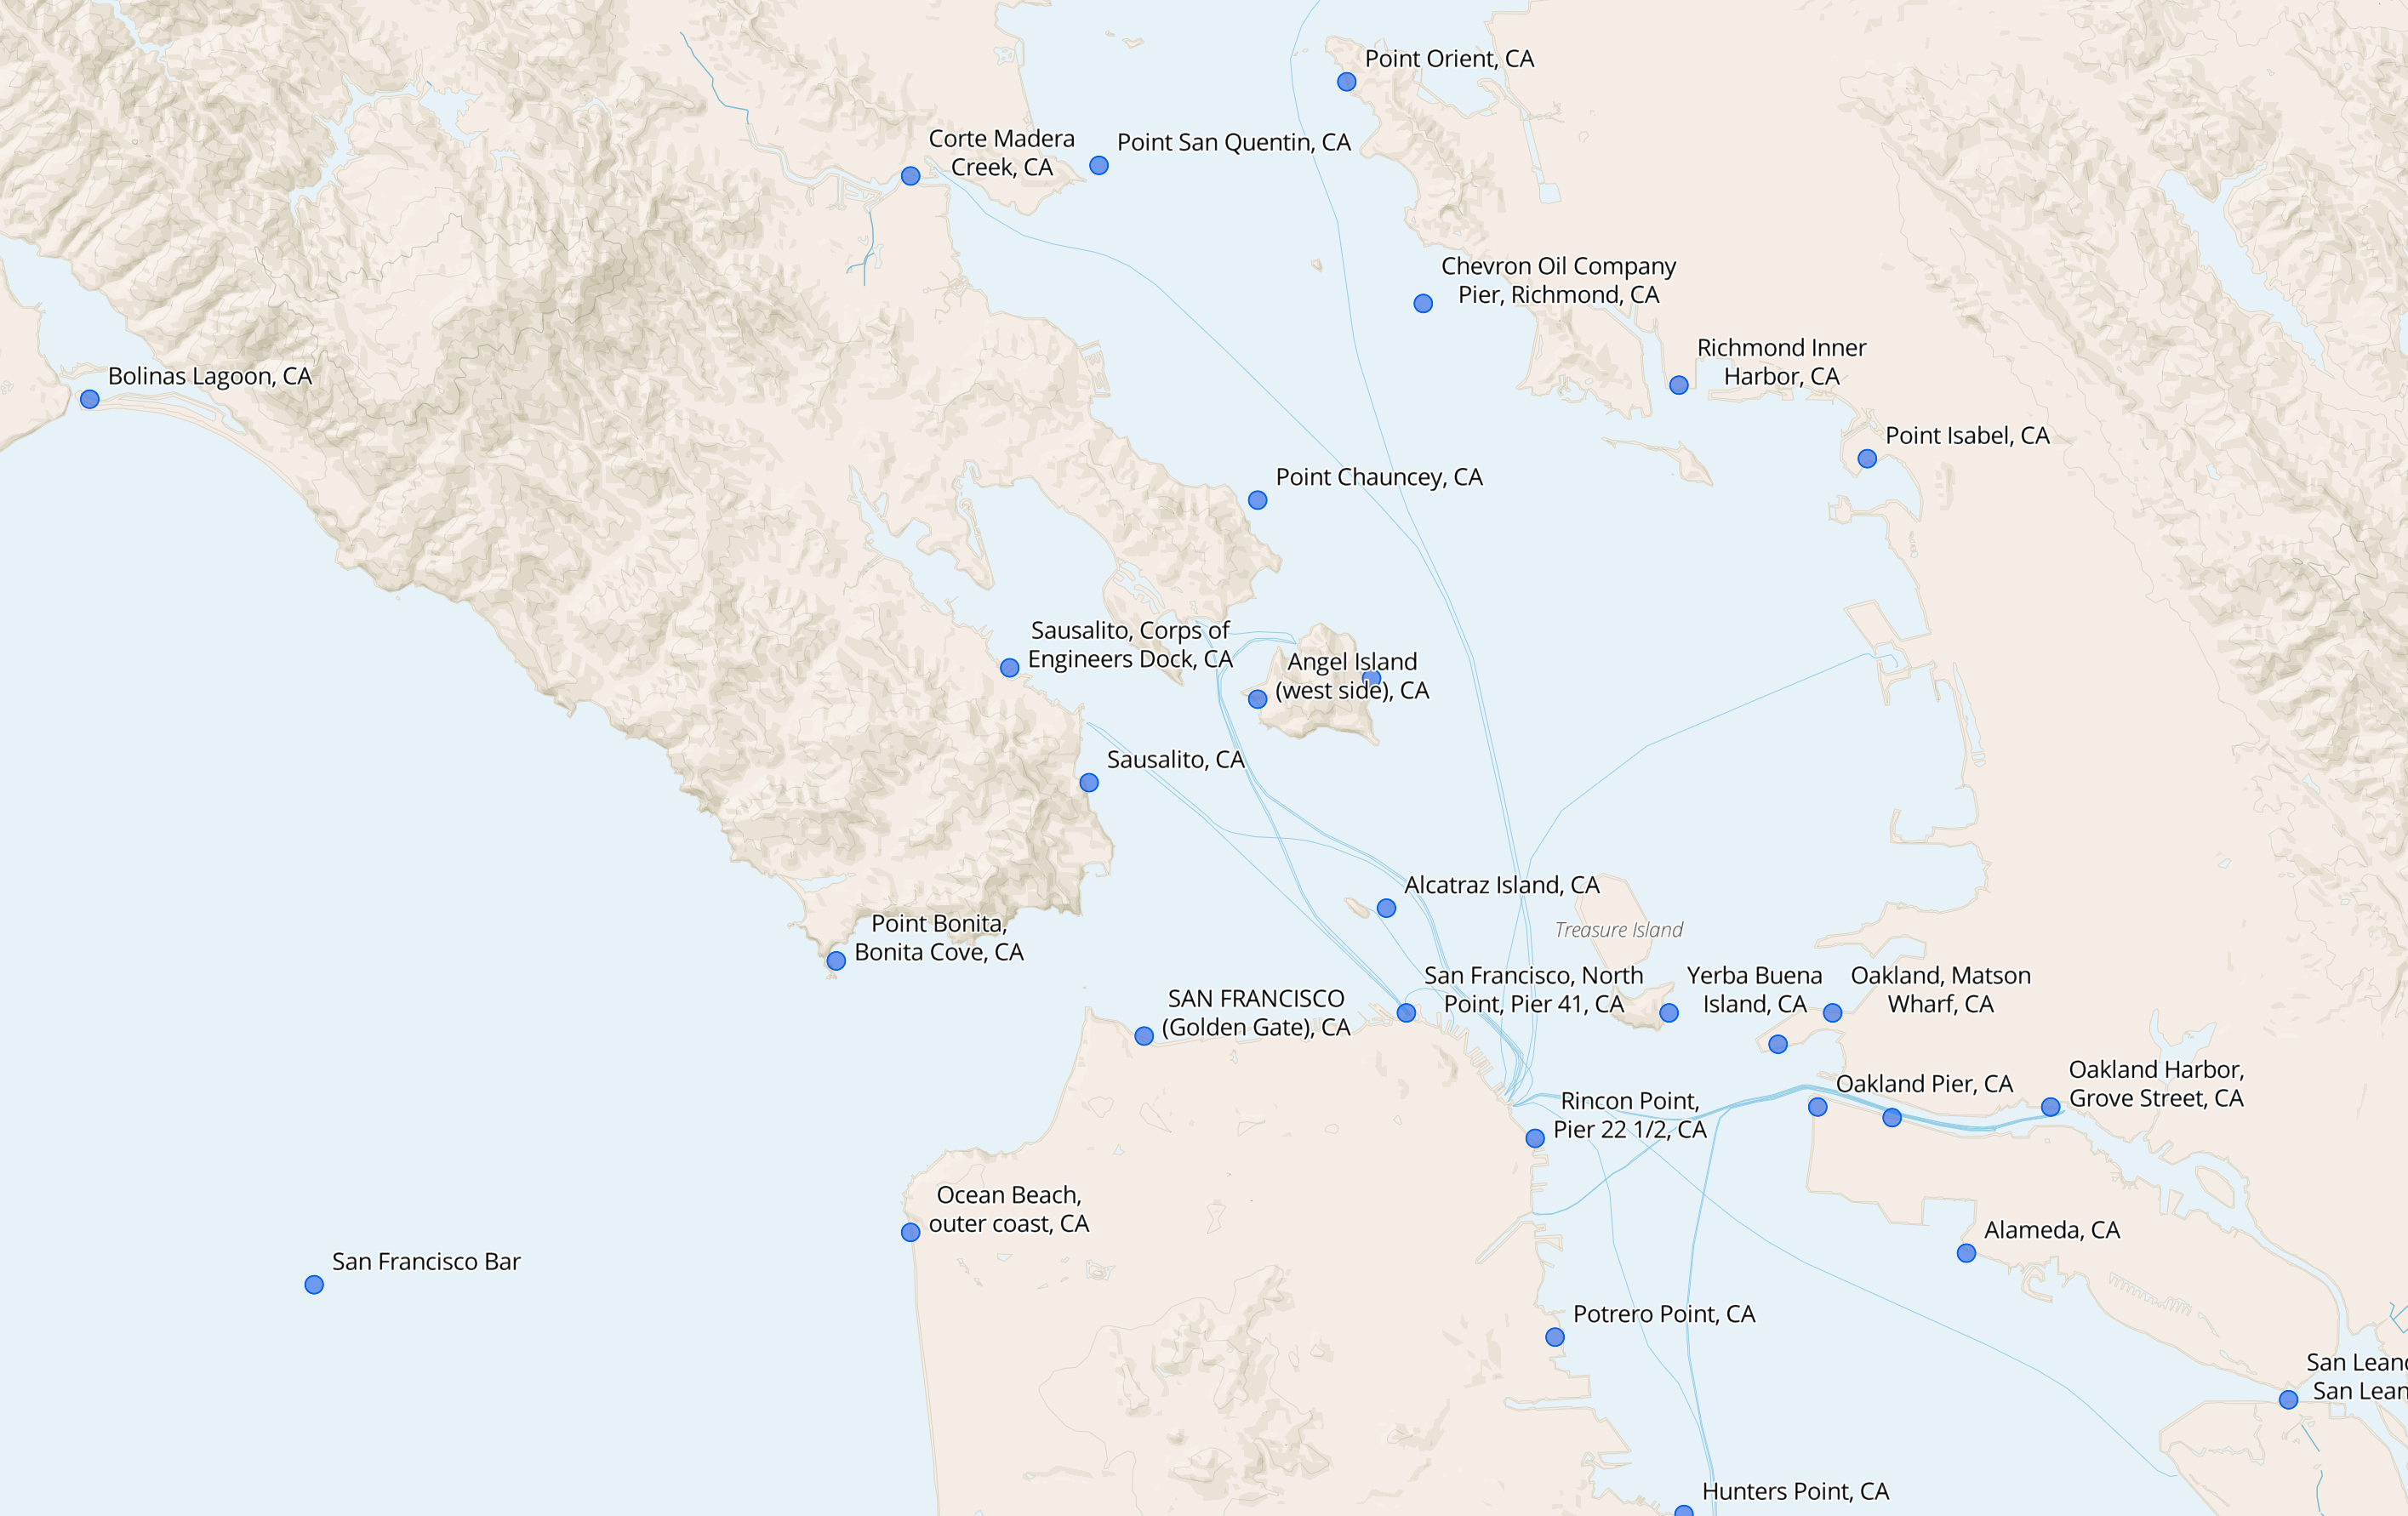 Point Orient, CA
Corte Madera
Creek, CA
Point San Quentin, CA
Chevron Oil Company
Pier, Richmond, CA
Richmond Inner
Harbor, CA
Bolinas Lagoon, CA
Point Isabel, CA
Point Chauncey, CA
Sausalito, Corps of
Engineers Dock, CA
Angel Island
(west side), CA
Sausalito, CA
Alcatraz Island, CA
Treasure Island
Point Bonita,
Bonita Cove, CA
San Francisco, North
Point, Pier 41, CA
Yerba Buena
Island, CA
Oakland, Matson
Wharf, CA
SAN FRANCISCO
(Golden Gate), CA
Oakland Pier, CA
Oakland Harbor,
Grove Street, CA
Rincon Point,
Pier 22 1/2, CA
Ocean Beach,
outer coast, CA
Alameda, CA
San Francisco Bar
Potrero Point, CA
San Lean
San Lean
Hunters Point, CA